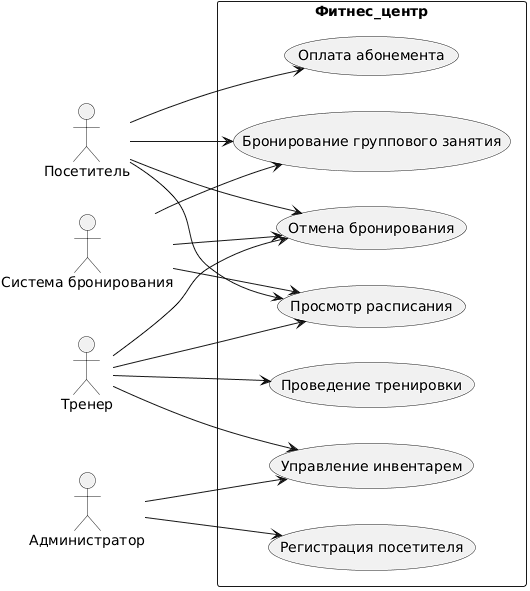 Фитнес_центр
Оплата абонемента
Посетитель
Бронирование группового занятия
Отмена бронирования
Система бронирования
Просмотр расписания
Тренер
Проведение тренировки
Управление инвентарем
Администратор
Регистрация посетителя